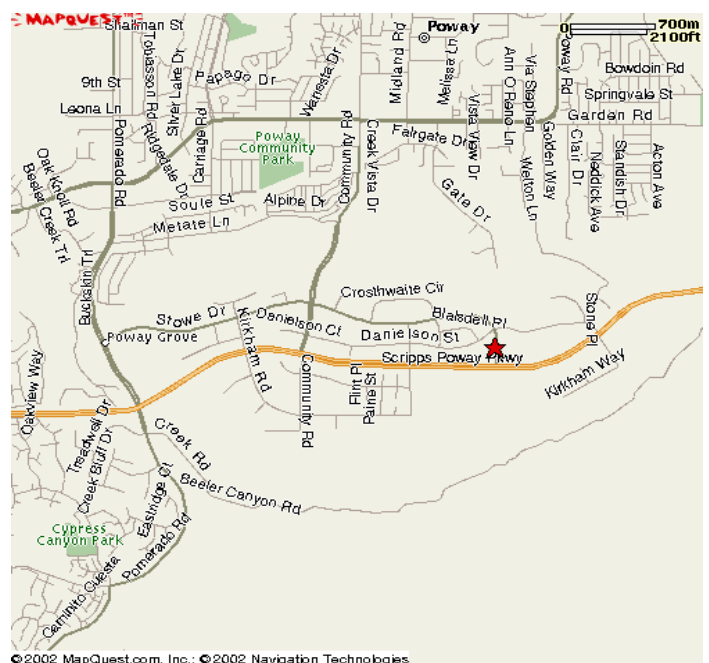 MAPQUEST
Shallman St
Poway
0 700m
2100ft
Tobiasson Rd
Silver Lake Dr
Papago Dr
Wanesta Dr
Midland Rd
Melissa Ln
Ann O Reno Ln
Via Stephen
Poway Rd
Bowdoin Rd
9th St
Springvale St
Leona Ln
Garden Rd
Pomerado Rd
Ridgedale Dr
Carriage Rd
Poway
Community
Park
Community Rd
Creek Vista Dr
Fairgate Dr
Vista View Dr
Golden Way
Clair Dr
Neddick Ave
Standish Dr
Acton Ave
Oak Knoll Rd
Beeler Creek Trl
Soule St
Alpine Dr
Gate Dr
Welton Ln
Metate Ln
Buckskin Trl
Crosthwaite Cir
Stowe Dr
Danielson Ct
Blaisdell Pl
Stone Pl
Poway Grove
Kirkham Rd
Danielson St
Scripps Poway Pkwy
Oakview Way
Community Rd
Flint Pl
Paine St
Kirkham Way
Treadwell Dr
Creek Bluff Dr
Creek Rd
Eastridge Ct
Beeler Canyon Rd
Cypress
Canyon Park
Pomerado Rd
Caminito Cuesta
©2002 MapQuest.com, Inc.; ©2002 Navigation Technologies